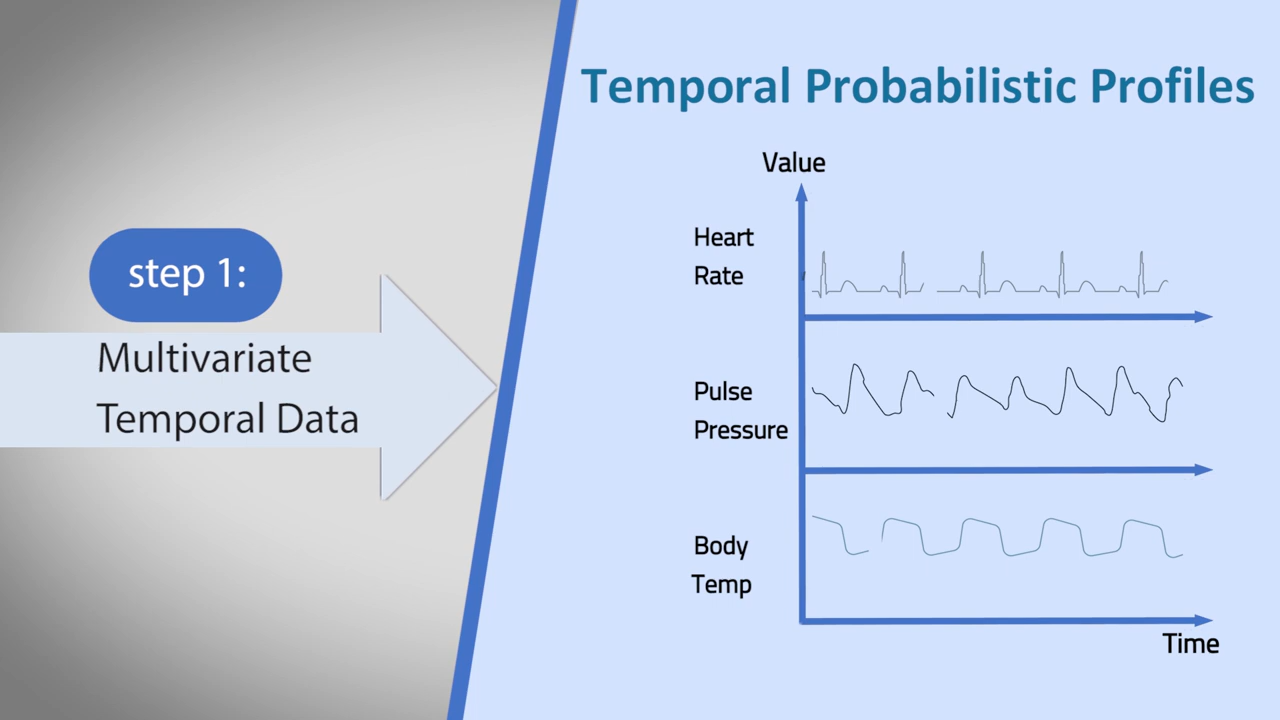 Temporal Probabilistic Profiles
step 1:
Multivariate
Temporal Data
Value
Heart
Rate
Pulse
Pressure
Body
Temp
Time